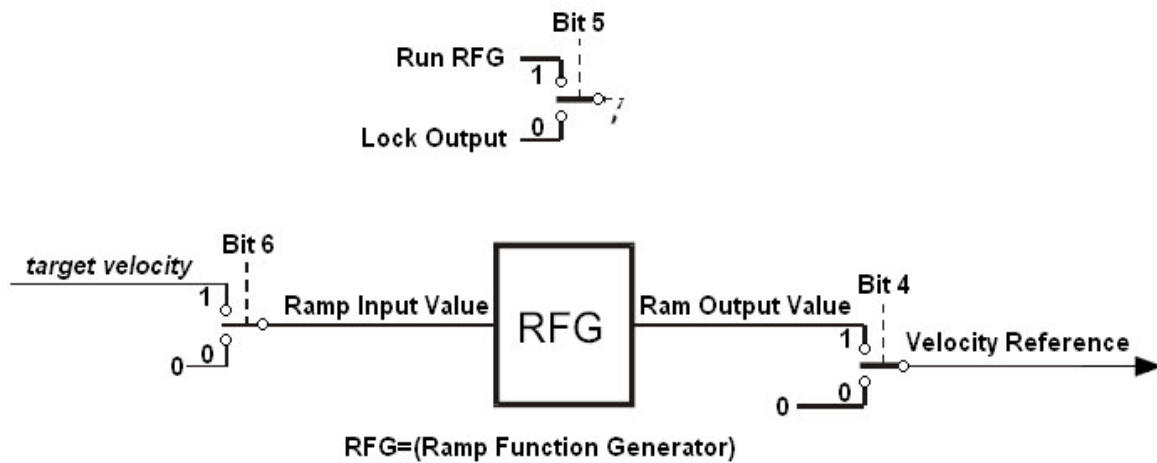 Bit 5
Run RFG
1
0
Lock Output
Bit 6
target velocity
1
Ramp Input Value
RFG
Ram Output Value
Bit 4
1
Velocity Reference
0
0
0
0
RFG=(Ramp Function Generator)